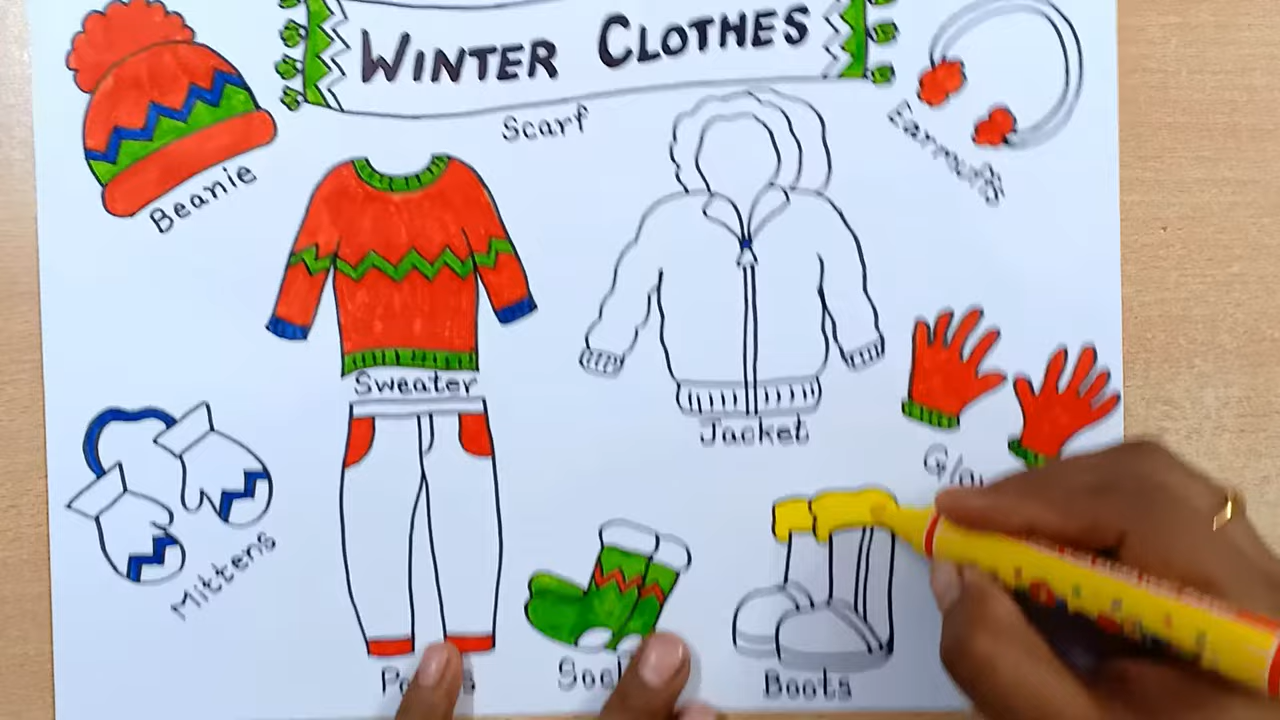 WINTER CLOTHES
Scarf
Beanie
Earmuffs
Sweater
Jacket
Mittens
Boots